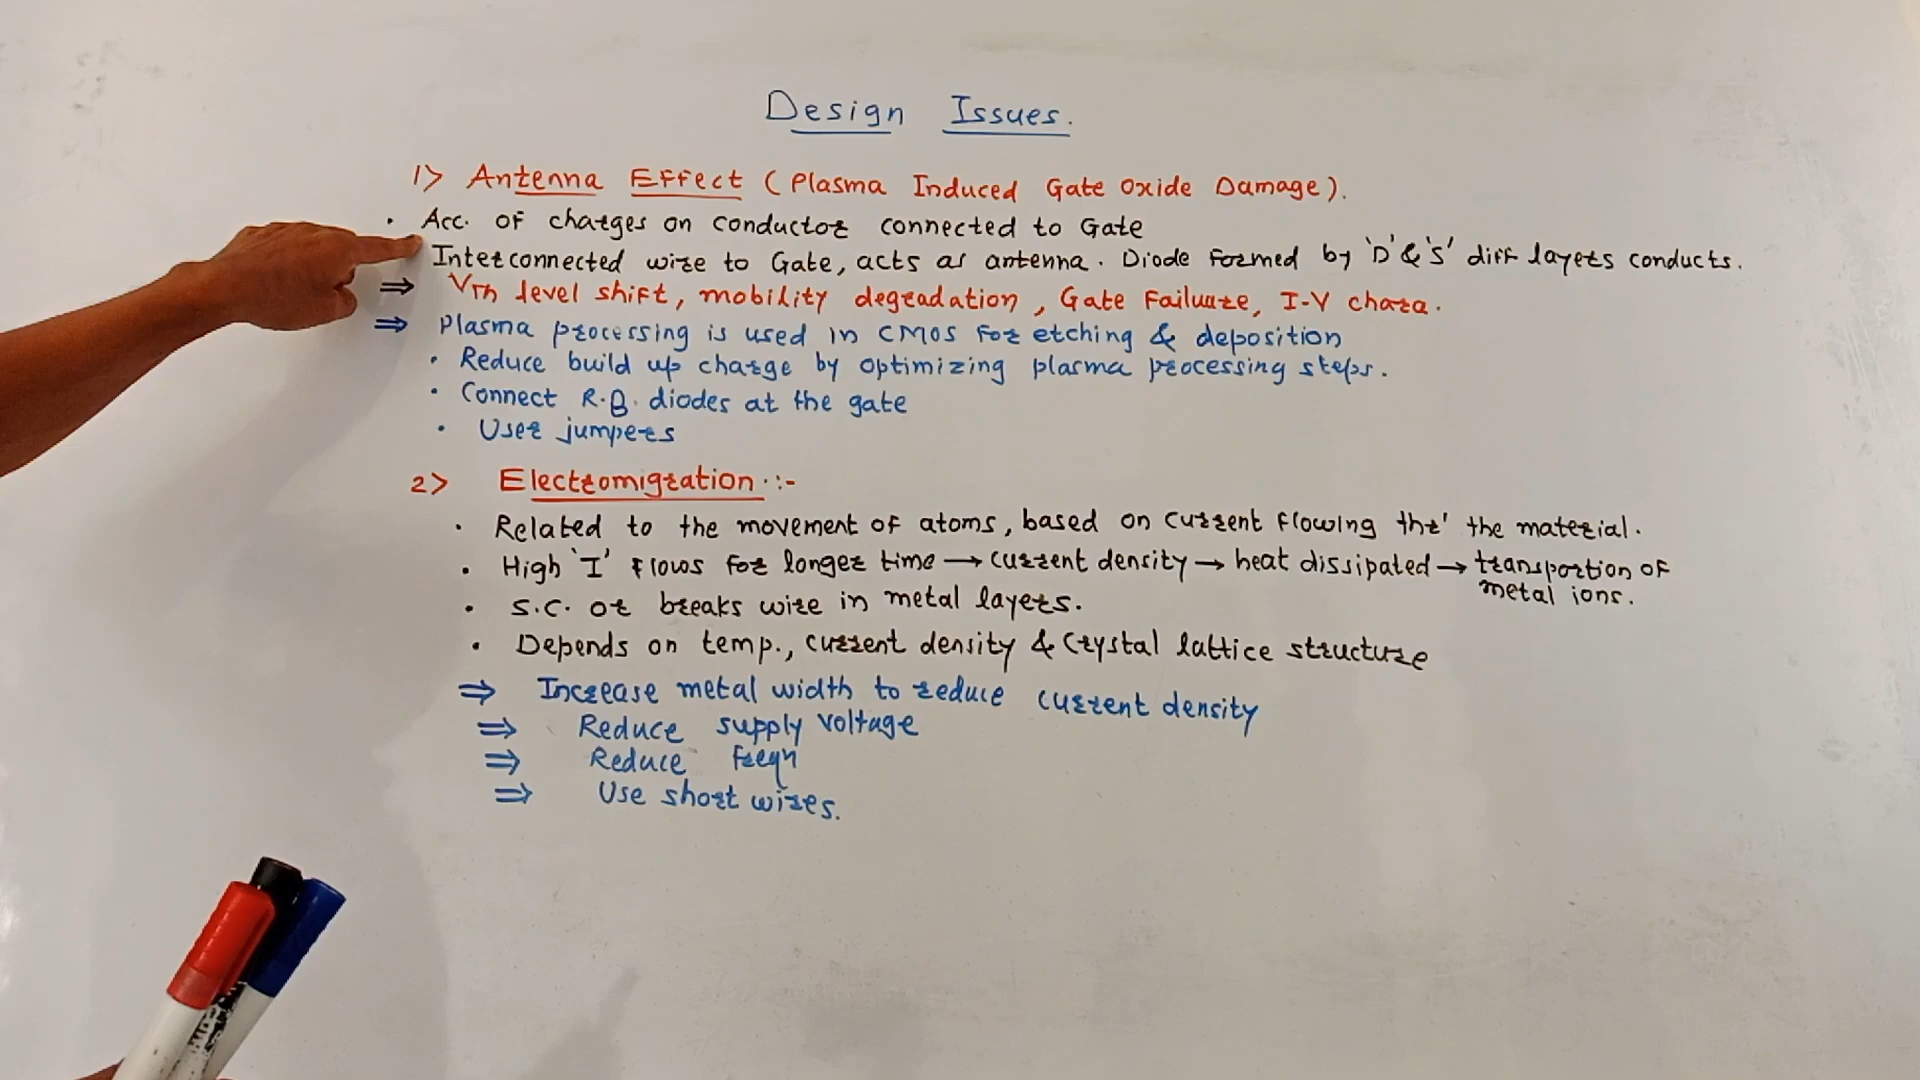 Design Issues.
1> Antenna Effect (Plasma Induced Gate Oxide Damage).
• Acc. of charges on conductor connected to Gate
Interconnected wire to Gate, acts as antenna. Diode formed by 'D' & 'S' diff layers conducts.
⇒ VTh level shift, mobility degradation, Gate Failuure, I-V chara.
⇒ Plasma processing is used in CMOS for etching & deposition
• Reduce build up charge by optimizing plasma processing steps.
• Connect R.B. diodes at the gate
• User jumpers
2> Electromigration :-
• Related to the movement of atoms, based on current flowing thr' the material.
• High 'I' flows for longer time → current density → heat dissipated → transportion of
metal ions.
• S.C. or breaks wire in metal layers.
• Depends on temp., current density & Crystal lattice structure
⇒ Increase metal width to reduce current density
⇒ Reduce supply voltage
⇒ Reduce freqn
⇒ Use short wires.